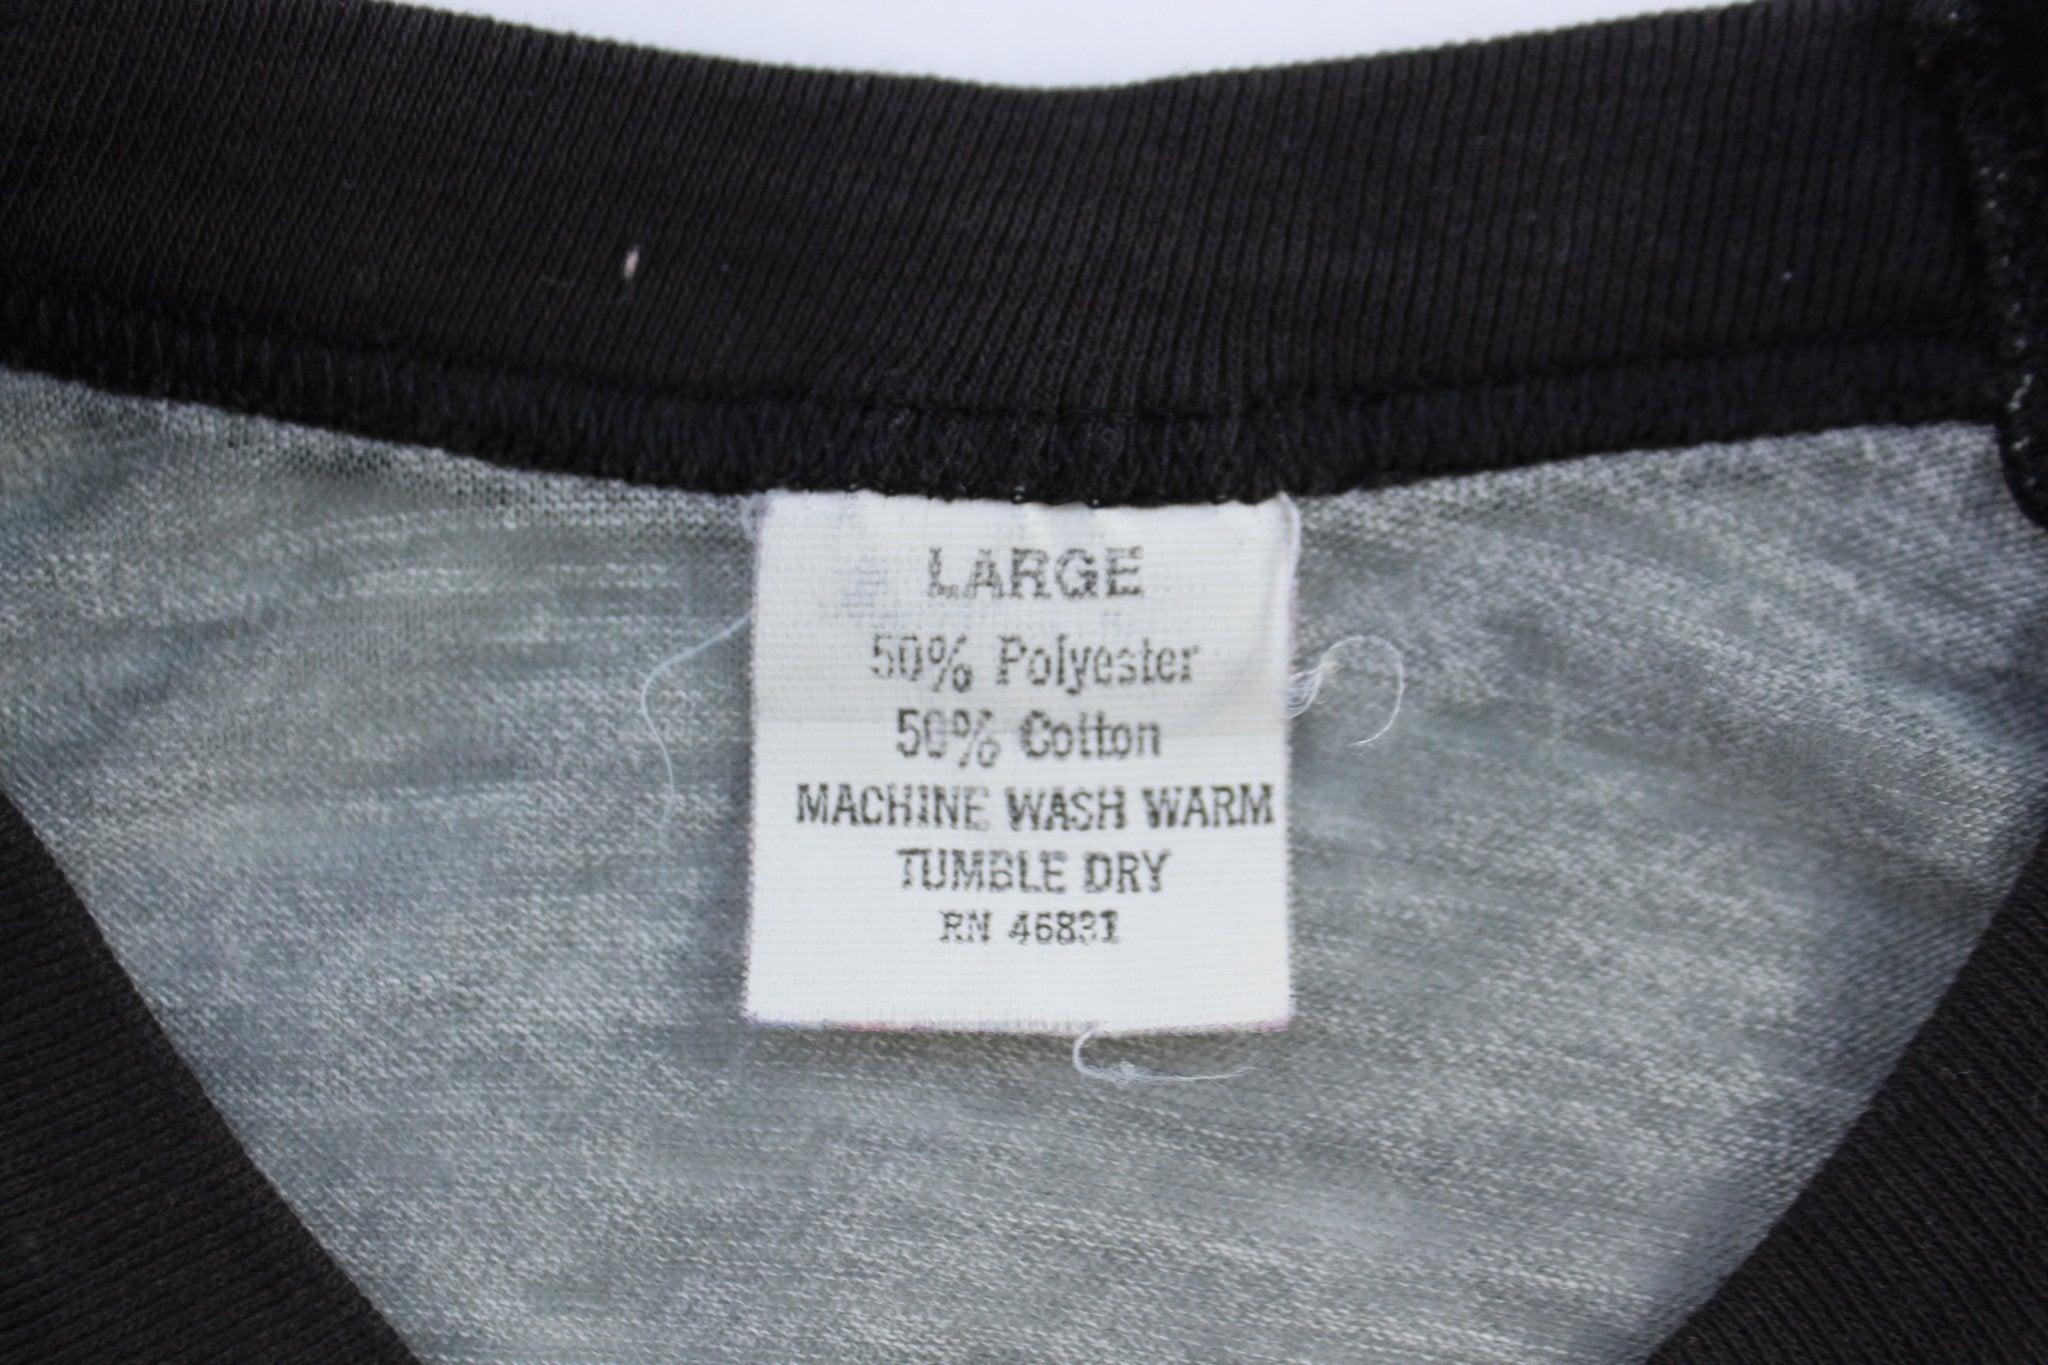 LARGE
50% Polyester
50% Cotton
MACHINE WASH WARM
TUMBLE DRY
RN 46831